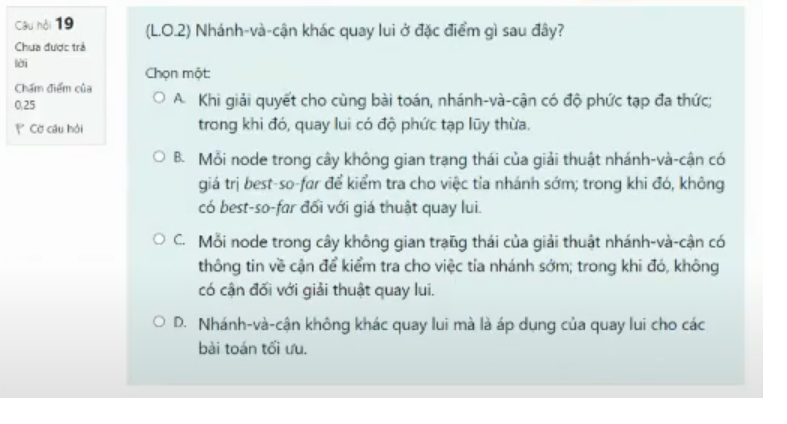 Câu hỏi 19
Chưa được trả
lời
Chấm điểm của
0,25
Cờ câu hỏi
(L.O.2) Nhánh-và-cận khác quay lui ở đặc điểm gì sau đây?
Chọn một:
A. Khi giải quyết cho cùng bài toán, nhánh-và-cận có độ phức tạp đa thức;
trong khi đó, quay lui có độ phức tạp lũy thừa.
B. Mỗi node trong cây không gian trạng thái của giải thuật nhánh-và-cận có
giá trị best-so-far để kiểm tra cho việc tỉa nhánh sớm; trong khi đó, không
có best-so-far đối với giá thuật quay lui.
C. Mỗi node trong cây không gian trạng thái của giải thuật nhánh-và-cận có
thông tin về cận để kiểm tra cho việc tỉa nhánh sớm; trong khi đó, không
có cận đối với giải thuật quay lui.
D. Nhánh-và-cận không khác quay lui mà là áp dụng của quay lui cho các
bài toán tối ưu.